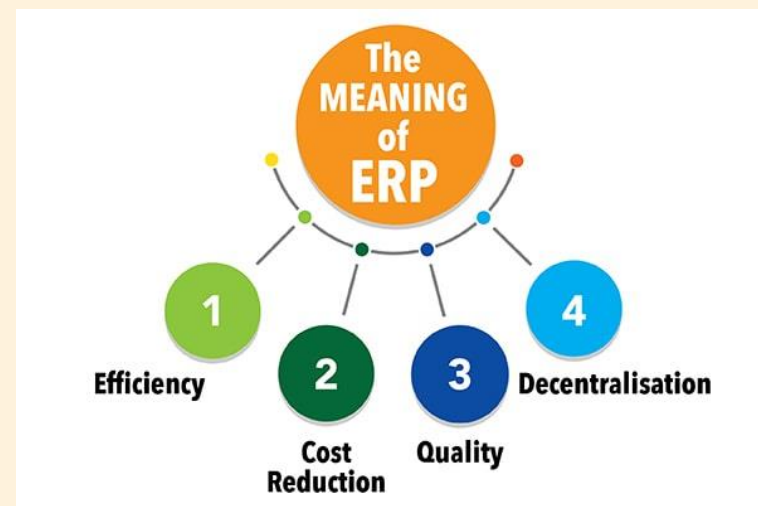 The
MEANING
of
ERP
1
Efficiency
2
Cost
Reduction
3
Quality
4
Decentralisation